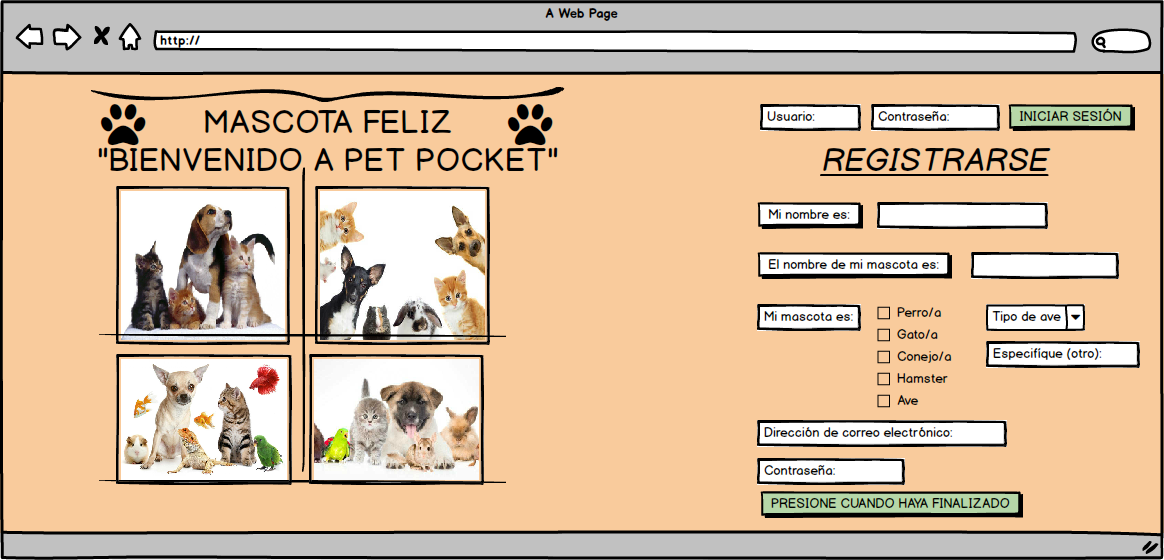 A Web Page
http://
MASCOTA FELIZ
"BIENVENIDO A PET POCKET"
Usuario:
Contraseña:
INICIAR SESIÓN
REGISTRARSE
Mi nombre es:
El nombre de mi mascota es:
Mi mascota es:
Perro/a
Gato/a
Conejo/a
Hamster
Ave
Tipo de ave
Especifíque (otro):
Dirección de correo electrónico:
Contraseña:
PRESIONE CUANDO HAYA FINALIZADO